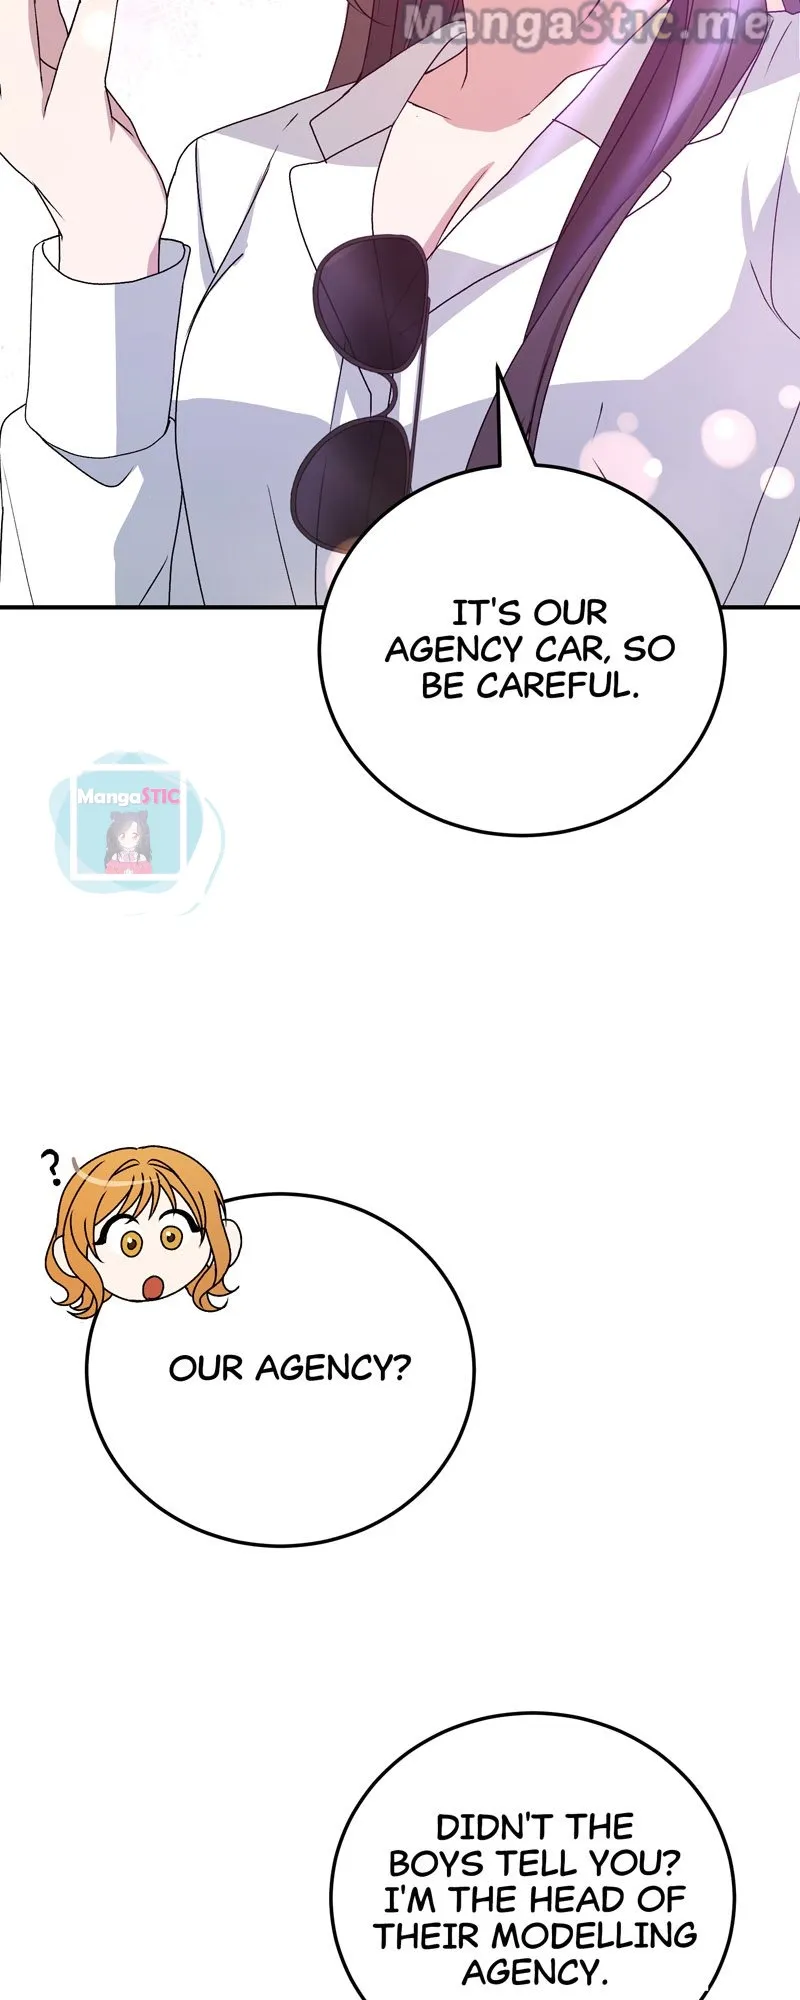 MangaStic.me
IT'S OUR
AGENCY CAR, SO
BE CAREFUL.
MangaSTIC
?
OUR AGENCY?
DIDN'T THE
BOYS TELL YOU?
I'M THE HEAD OF
THEIR MODELLING
AGENCY.